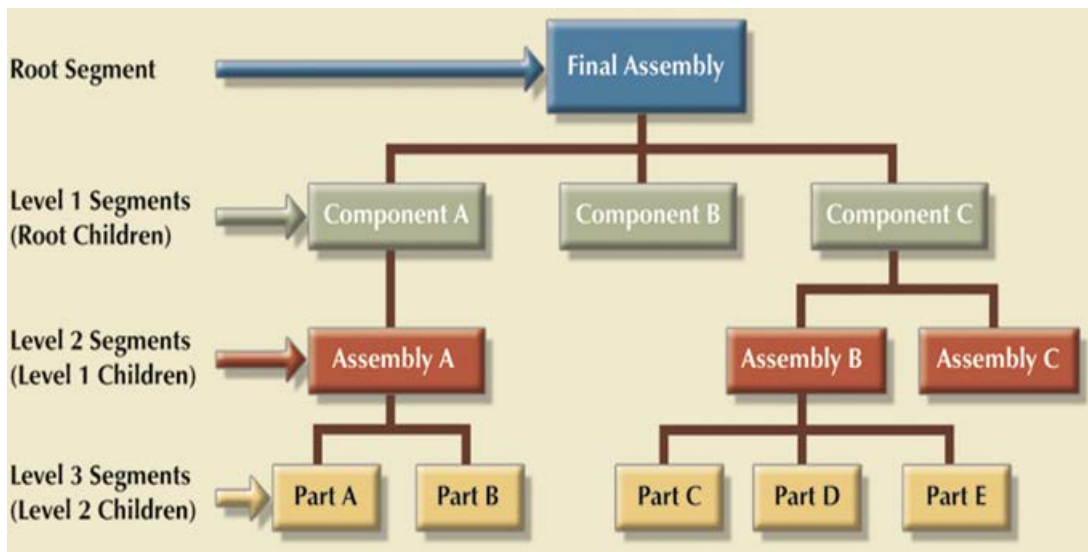 Root Segment
Final Assembly
Level 1 Segments
(Root Children)
Component A
Component B
Component C
Level 2 Segments
(Level 1 Children)
Assembly A
Assembly B
Assembly C
Level 3 Segments
(Level 2 Children)
Part A
Part B
Part C
Part D
Part E